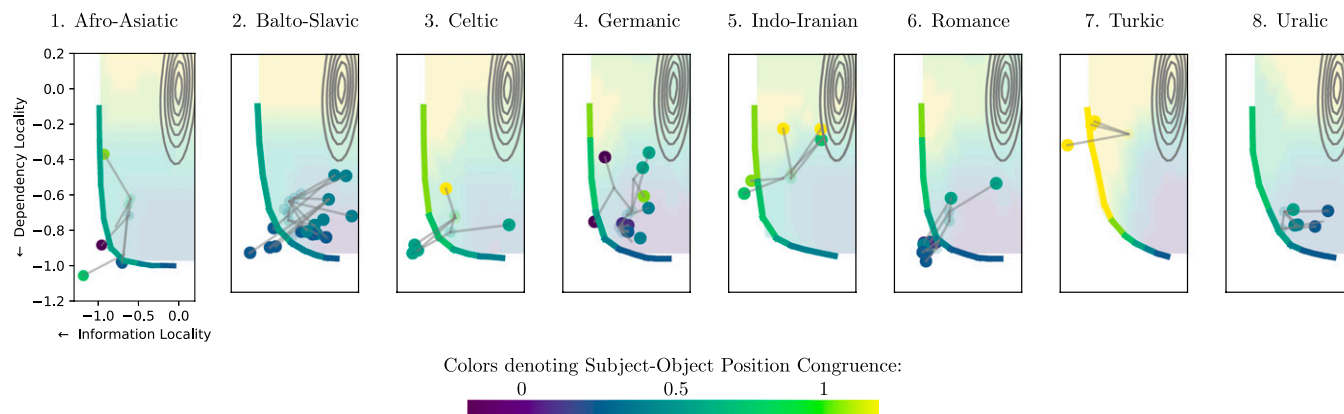 1. Afro-Asiatic 2. Balto-Slavic 3. Celtic 4. Germanic 5. Indo-Iranian 6. Romance 7. Turkic 8. Uralic
← Dependency Locality
0.2
0.0
−0.2
−0.4
−0.6
−0.8
−1.0
−1.2
−1.0 −0.5 0.0
← Information Locality
Colors denoting Subject-Object Position Congruence:
0 0.5 1